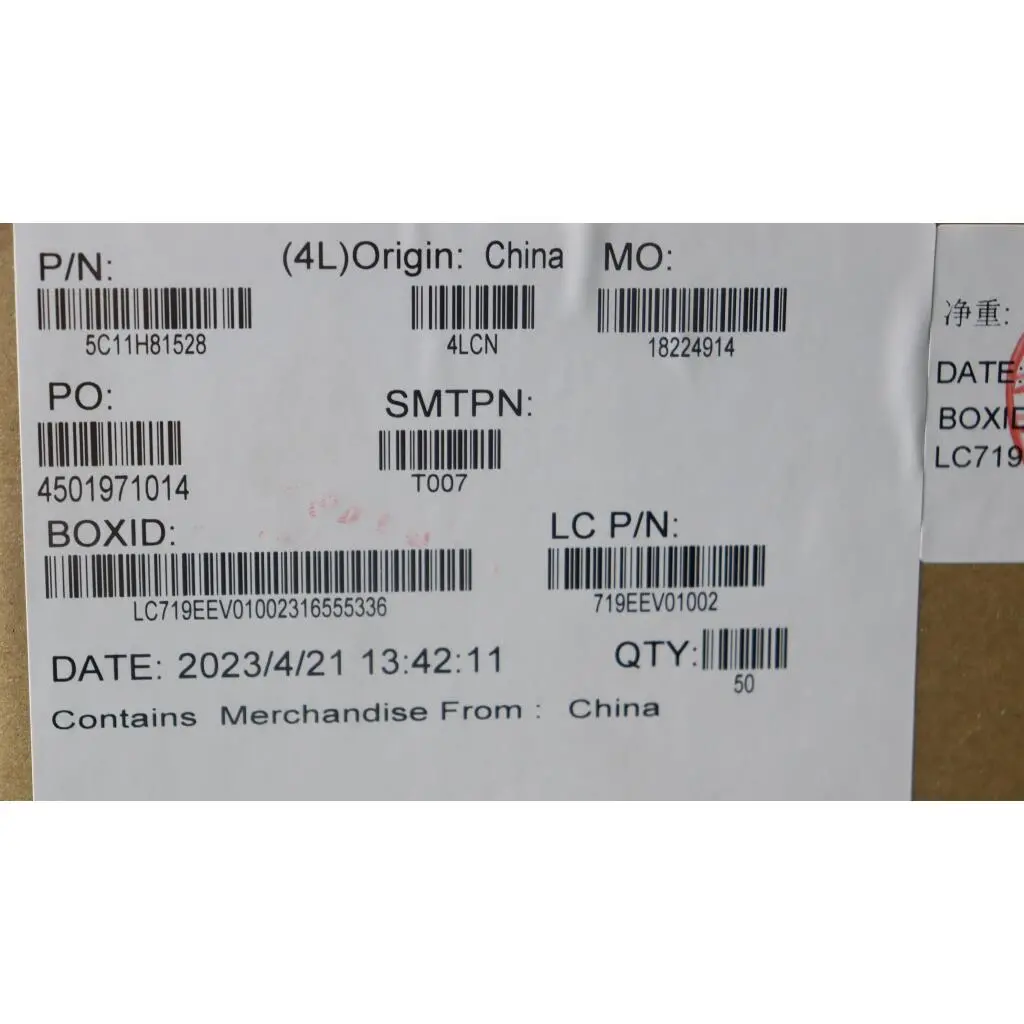 P/N:
(4L)Origin: China
MO:
5C11H81528
4LCN
18224914
PO:
SMTPN:
4501971014
T007
BOXID:
LC P/N:
LC719EEV01002316555336
719EEV01002
DATE: 2023/4/21 13:42:11
QTY:
50
Contains Merchandise From : China
净重:
DATE:
BOXID
LC719